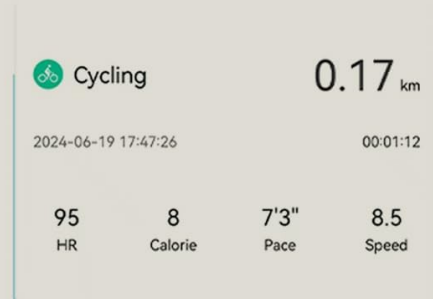 Cycling 0.17 km
2024-06-19 17:47:26 00:01:12
95 8 7'3" 8.5
HR Calorie Pace Speed